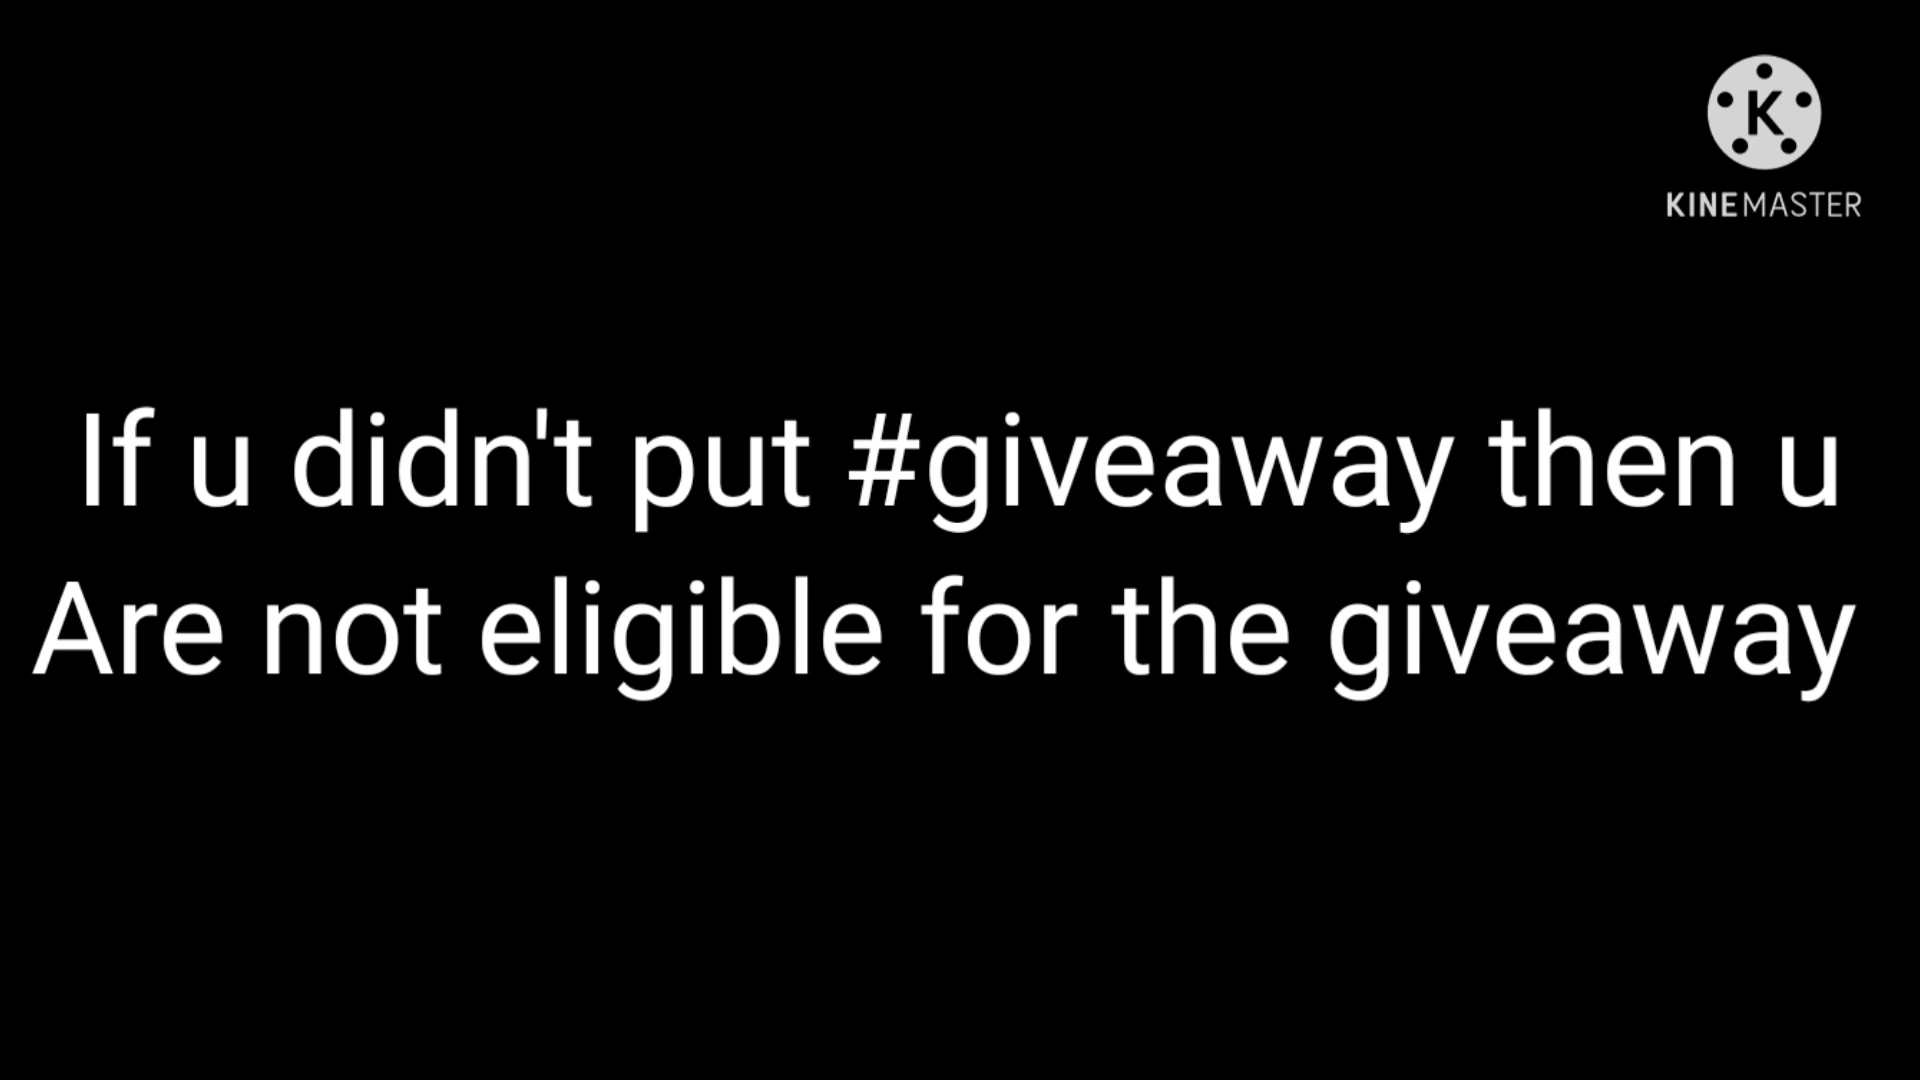 K
KINEMASTER
If u didn't put #giveaway then u
Are not eligible for the giveaway